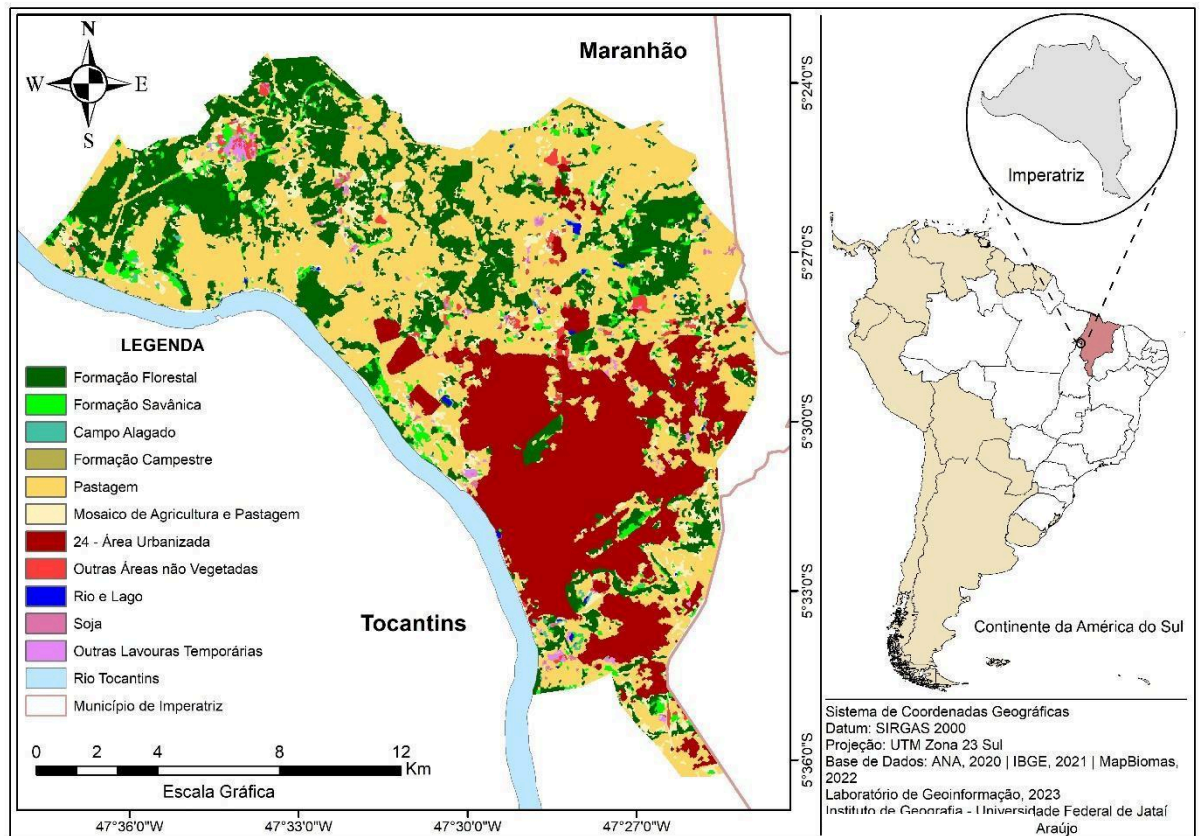 N
W E
S
Maranhão
Tocantins
LEGENDA
Formação Florestal
Formação Savânica
Campo Alagado
Formação Campestre
Pastagem
Mosaico de Agricultura e Pastagem
24 - Área Urbanizada
Outras Áreas não Vegetadas
Rio e Lago
Soja
Outras Lavouras Temporárias
Rio Tocantins
Município de Imperatriz
0 2 4 8 12
Km
Escala Gráfica
47°36'0"W 47°33'0"W 47°30'0"W 47°27'0"W
5°24'0"S
5°27'0"S
5°30'0"S
5°33'0"S
5°36'0"S
Imperatriz
Continente da América do Sul
Sistema de Coordenadas Geográficas
Datum: SIRGAS 2000
Projeção: UTM Zona 23 Sul
Base de Dados: ANA, 2020 | IBGE, 2021 | MapBiomas,
2022
Laboratório de Geoinformação, 2023
Instituto de Geografia - Universidade Federal de Jataí
Araújo